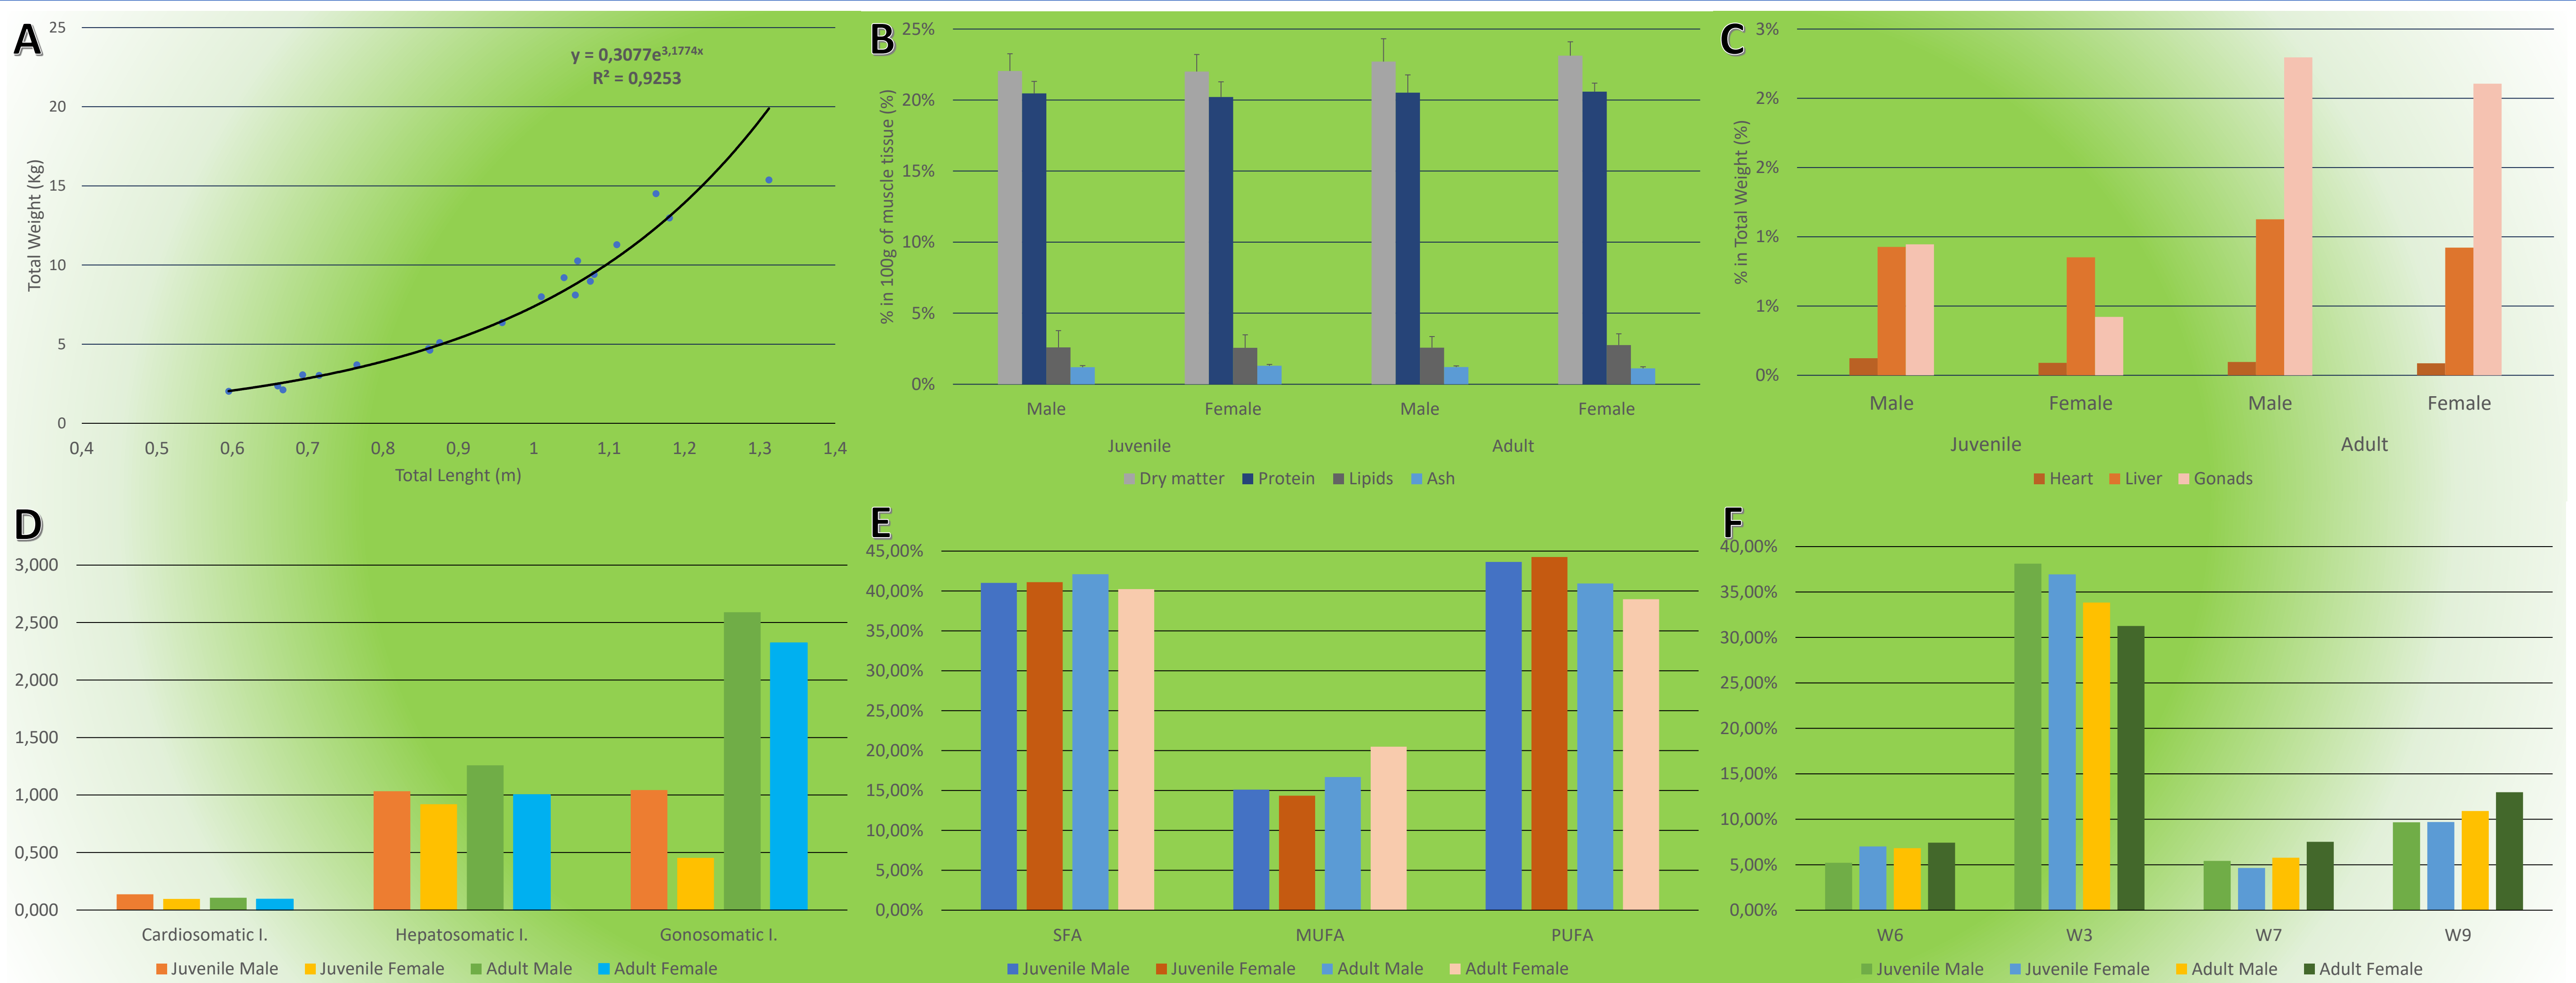 A
25
20
15
10
5
0
Total Weight (Kg)
y = 0,3077e^3,1774x
R² = 0,9253
0,4 0,5 0,6 0,7 0,8 0,9 1 1,1 1,2 1,3 1,4
Total Lenght (m)
B
25%
20%
15%
10%
5%
0%
% in 100g of muscle tissue (%)
Male Female Male Female
Juvenile Adult
Dry matter Protein Lipids Ash
C
3%
2%
2%
1%
1%
0%
% in Total Weight (%)
Male Female Male Female
Juvenile Adult
Heart Liver Gonads
D
3,000
2,500
2,000
1,500
1,000
0,500
0,000
Cardiosomatic I. Hepatosomatic I. Gonosomatic I.
Juvenile Male Juvenile Female Adult Male Adult Female
E
45,00%
40,00%
35,00%
30,00%
25,00%
20,00%
15,00%
10,00%
5,00%
0,00%
SFA MUFA PUFA
Juvenile Male Juvenile Female Adult Male Adult Female
F
40,00%
35,00%
30,00%
25,00%
20,00%
15,00%
10,00%
5,00%
0,00%
W6 W3 W7 W9
Juvenile Male Juvenile Female Adult Male Adult Female